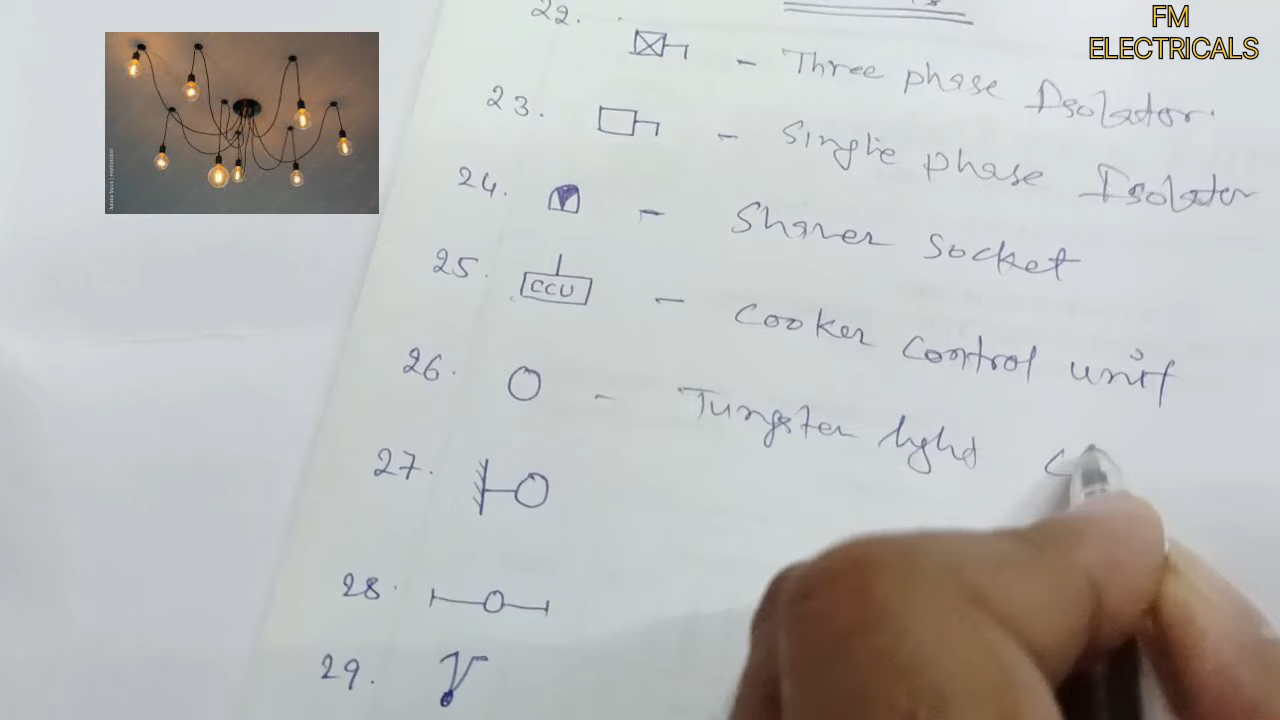 FM
ELECTRICALS
22. - Three phase Isolator.
23. - Single phase Isolator
24. - Shaver socket
25. CCU - Cooker control unit
26. - Tungsten light
27.
28.
29.